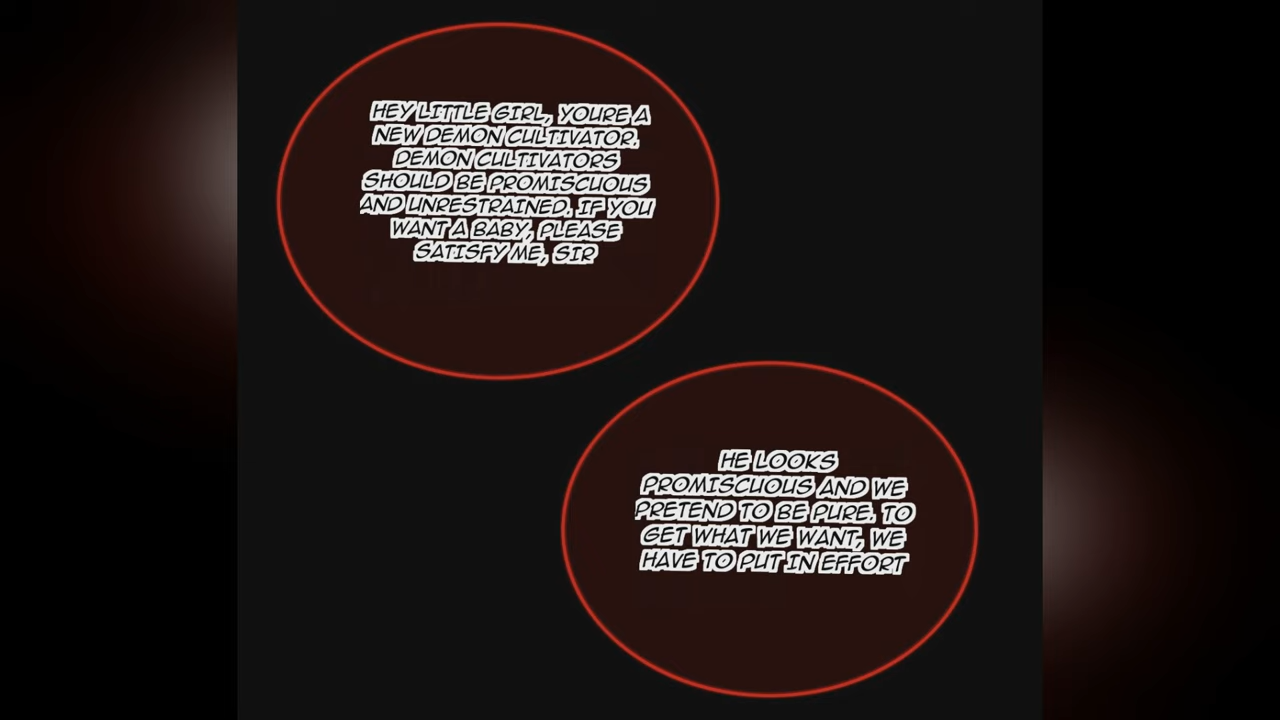 HEY LITTLE GIRL, YOURE A
NEW DEMON CULTIVATOR.
DEMON CULTIVATORS
SHOULD BE PROMISCUOUS
AND UNRESTRAINED. IF YOU
WANT A BABY, PLEASE
SATISFY ME, SIR
HE LOOKS
PROMISCUOUS AND WE
PRETEND TO BE PURE. TO
GET WHAT WE WANT, WE
HAVE TO PUT IN EFFORT